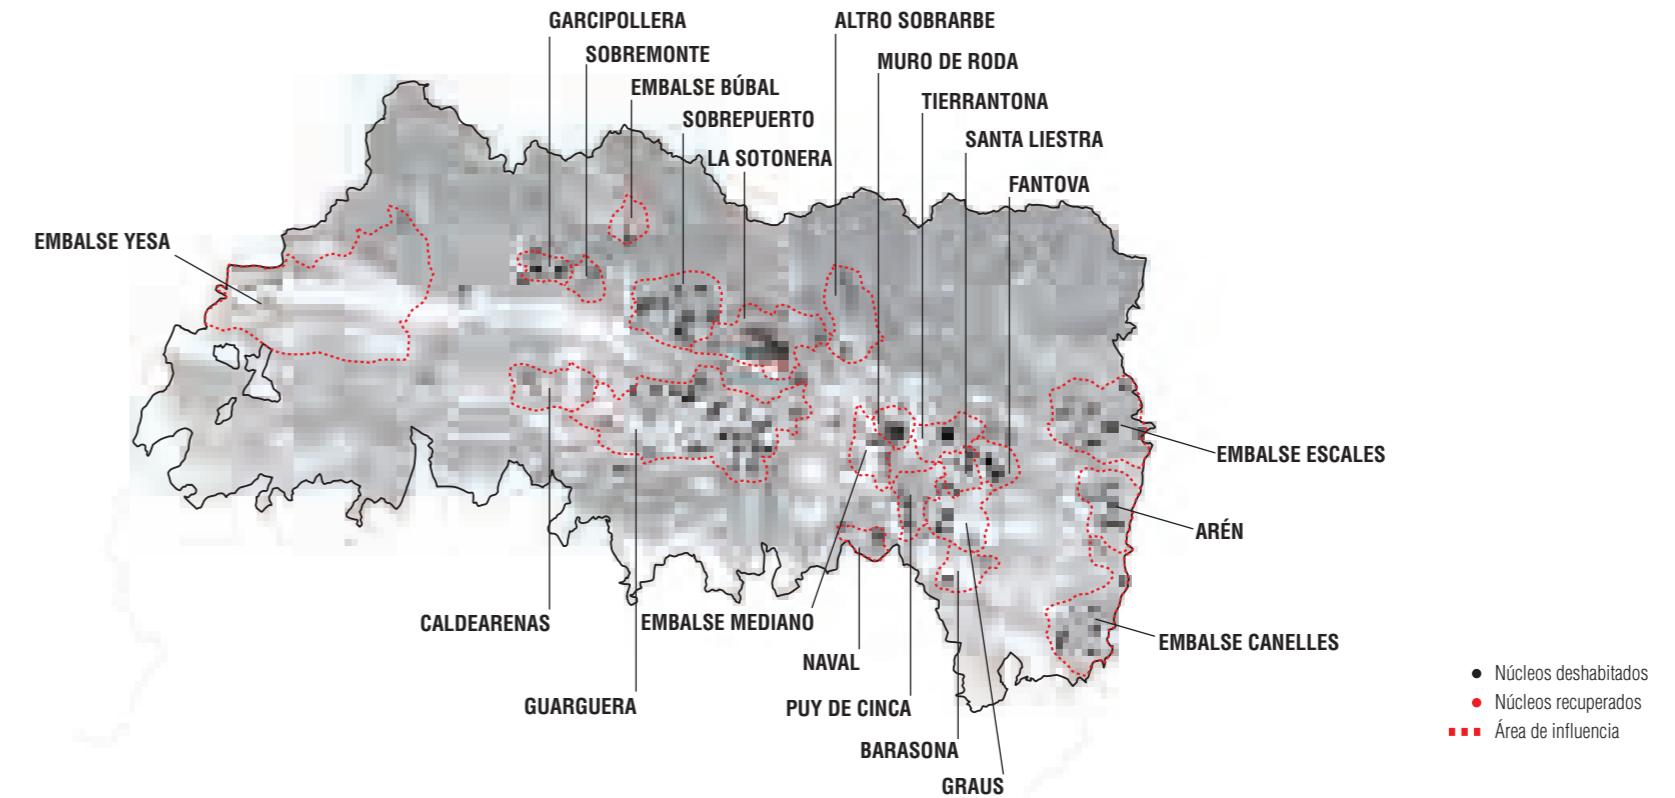 GARCIPOLLERA
ALTRO SOBRARBE
SOBREMONTE
MURO DE RODA
EMBALSE BÚBAL
TIERRANTONA
SOBREPUERTO
SANTA LIESTRA
LA SOTONERA
FANTOVA
EMBALSE YESA
EMBALSE ESCALES
ARÉN
CALDEARENAS
EMBALSE MEDIANO
EMBALSE CANELLES
NAVAL
GUARGUERA
PUY DE CINCA
BARASONA
GRAUS
Núcleos deshabitados
Núcleos recuperados
Área de influencia